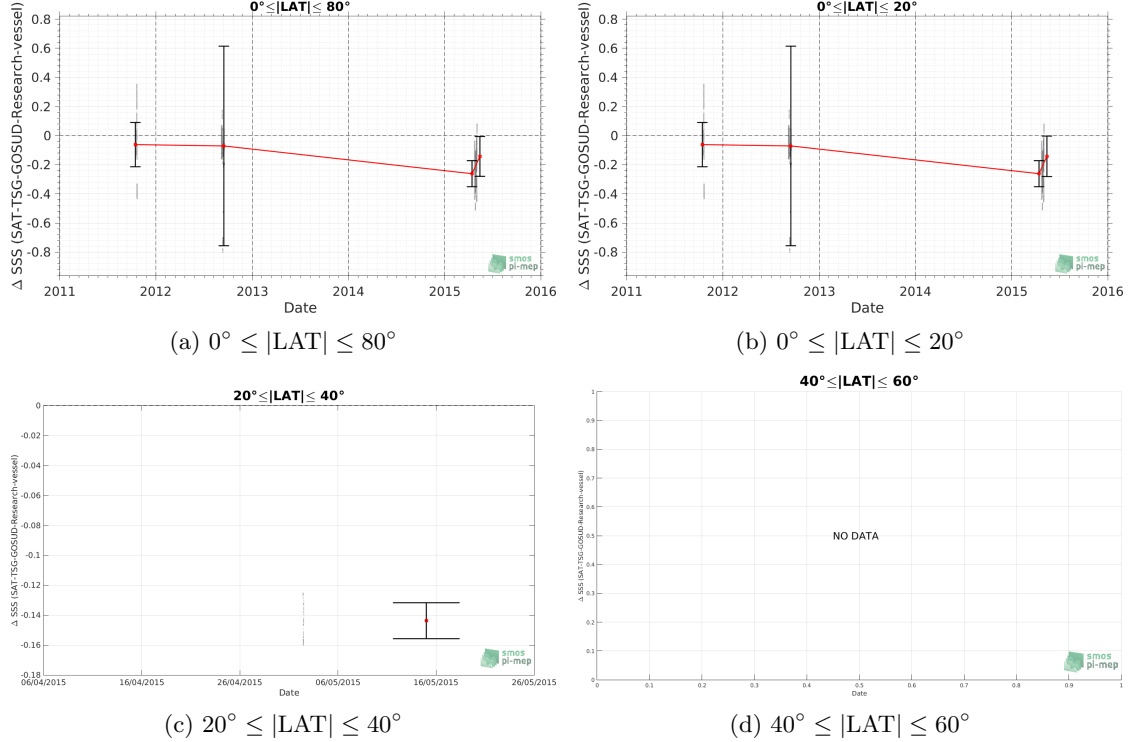 0°≤|LAT|≤ 80°
Δ SSS (SAT-TSG-GOSUD-Research-vessel)
0.8
0.6
0.4
0.2
0
-0.2
-0.4
-0.6
-0.8
2011 2012 2013 2014 2015 2016
Date
smos
pi-mep
(a) 0° ≤ |LAT| ≤ 80°
0°≤|LAT|≤ 20°
Δ SSS (SAT-TSG-GOSUD-Research-vessel)
0.8
0.6
0.4
0.2
0
-0.2
-0.4
-0.6
-0.8
2011 2012 2013 2014 2015 2016
Date
smos
pi-mep
(b) 0° ≤ |LAT| ≤ 20°
20°≤|LAT|≤ 40°
Δ SSS (SAT-TSG-GOSUD-Research-vessel)
0
-0.02
-0.04
-0.06
-0.08
-0.1
-0.12
-0.14
-0.16
-0.18
06/04/2015 16/04/2015 26/04/2015 06/05/2015 16/05/2015 26/05/2015
Date
smos
pi-mep
(c) 20° ≤ |LAT| ≤ 40°
40°≤|LAT|≤ 60°
Δ SSS (SAT-TSG-GOSUD-Research-vessel)
1
0.9
0.8
0.7
0.6
0.5
0.4
0.3
0.2
0.1
0
NO DATA
0 0.1 0.2 0.3 0.4 0.5 0.6 0.7 0.8 0.9 1
Date
smos
pi-mep
(d) 40° ≤ |LAT| ≤ 60°